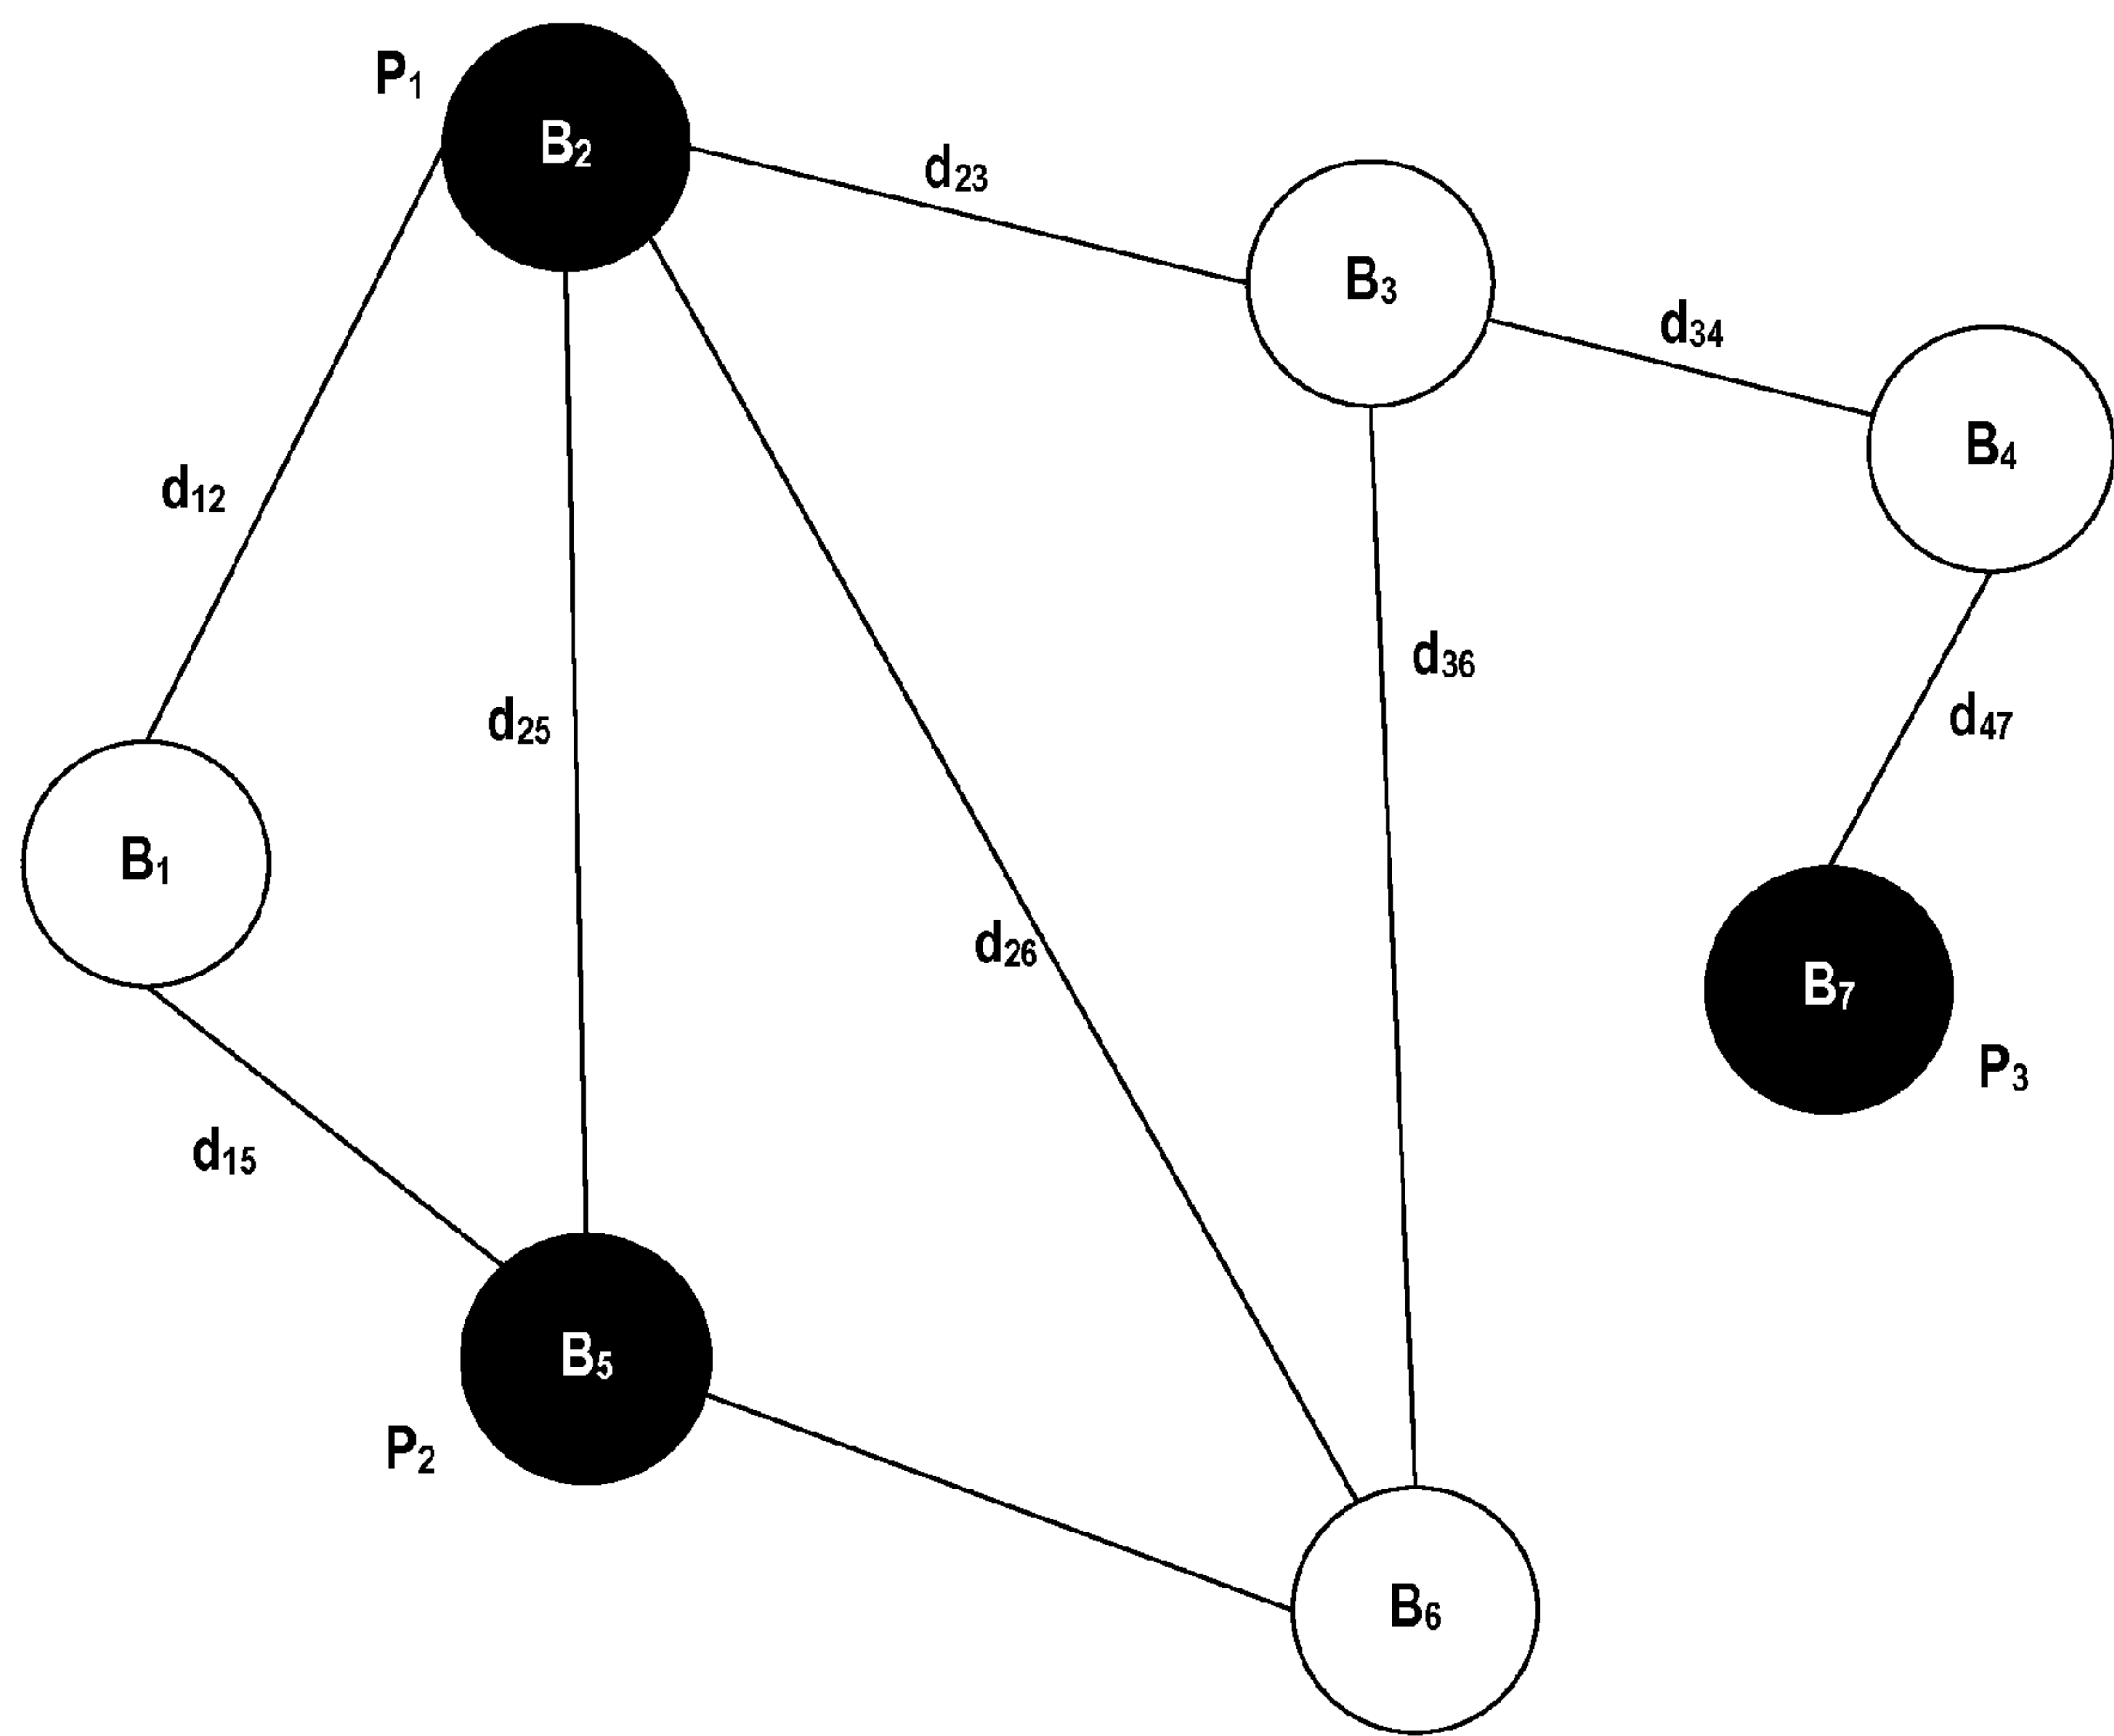 P₁
B₂
d₂₃
B₃
d₃₄
B₄
d₁₂
d₃₆
d₂₅
d₄₇
B₁
d₂₆
B₇
P₃
d₁₅
B₅
P₂
B₆